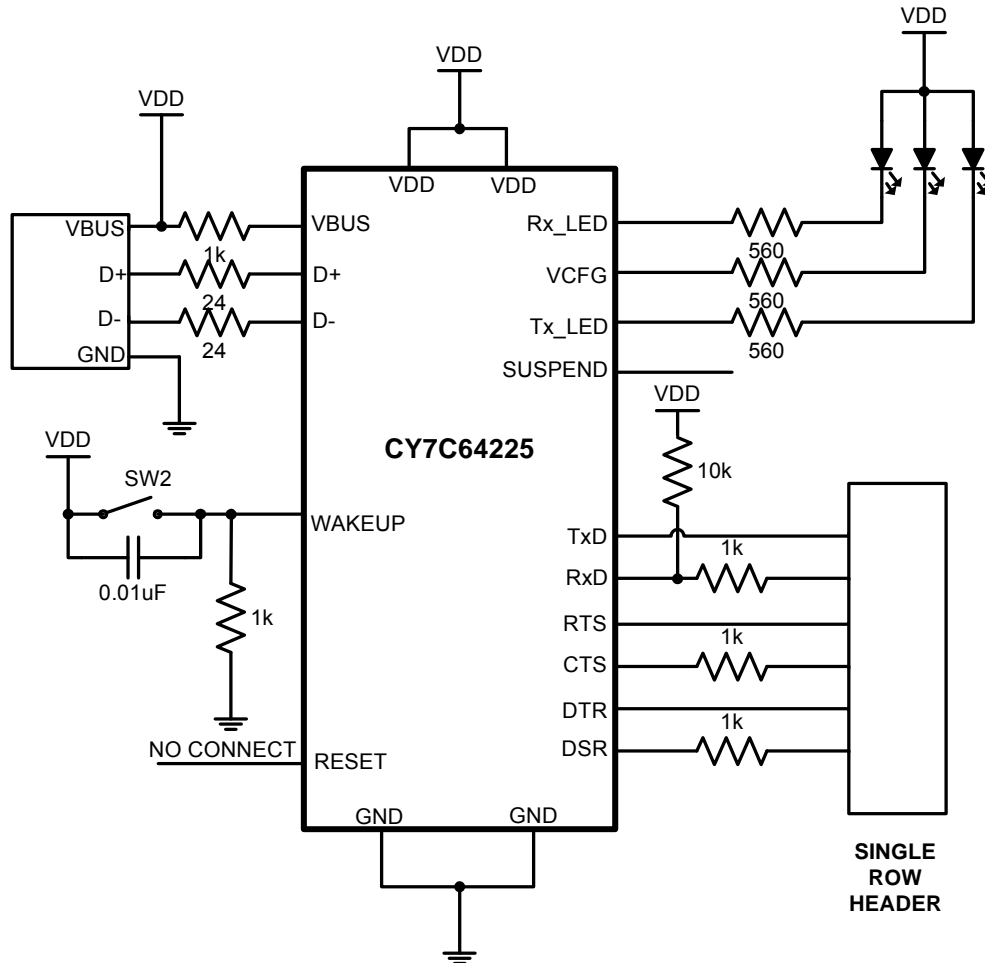 VDD
VDD
VDD
VDD
VDD
VBUS
D+
D-
GND
1k
24
24
VBUS
D+
D-
Rx_LED
VCFG
Tx_LED
SUSPEND
560
560
560
VDD
VDD
CY7C64225
10k
SW2
0.01uF
WAKEUP
1k
TxD
RxD
RTS
CTS
DTR
DSR
1k
1k
1k
NO CONNECT
RESET
GND
GND
SINGLE
ROW
HEADER